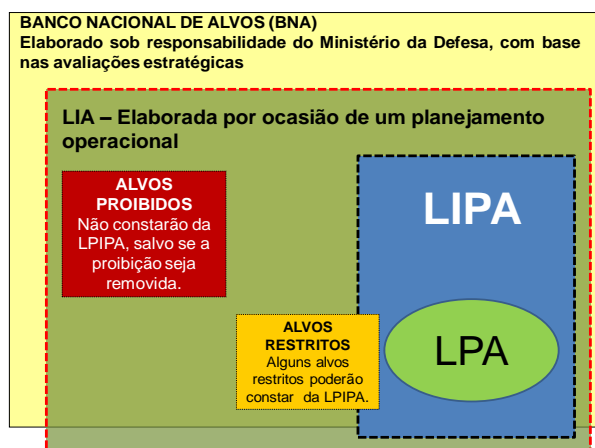 BANCO NACIONAL DE ALVOS (BNA)
Elaborado sob responsabilidade do Ministério da Defesa, com base
nas avaliações estratégicas
LIA – Elaborada por ocasião de um planejamento
operacional
ALVOS
PROIBIDOS
Não constarão da
LPIPA, salvo se a
proibição seja
removida.
LIPA
ALVOS
RESTRITOS
Alguns alvos
restritos poderão
constar da LPIPA.
LPA